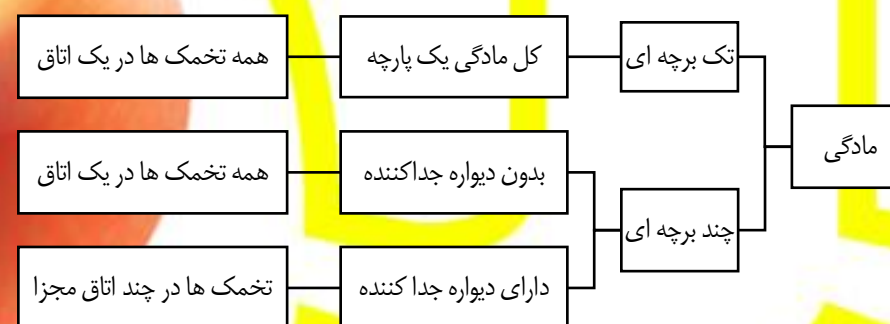 مادگی
تک برچه ای
کل مادگی یک پارچه
همه تخمک ها در یک اتاق
چند برچه ای
بدون دیواره جداکننده
همه تخمک ها در یک اتاق
دارای دیواره جدا کننده
تخمک ها در چند اتاق مجزا